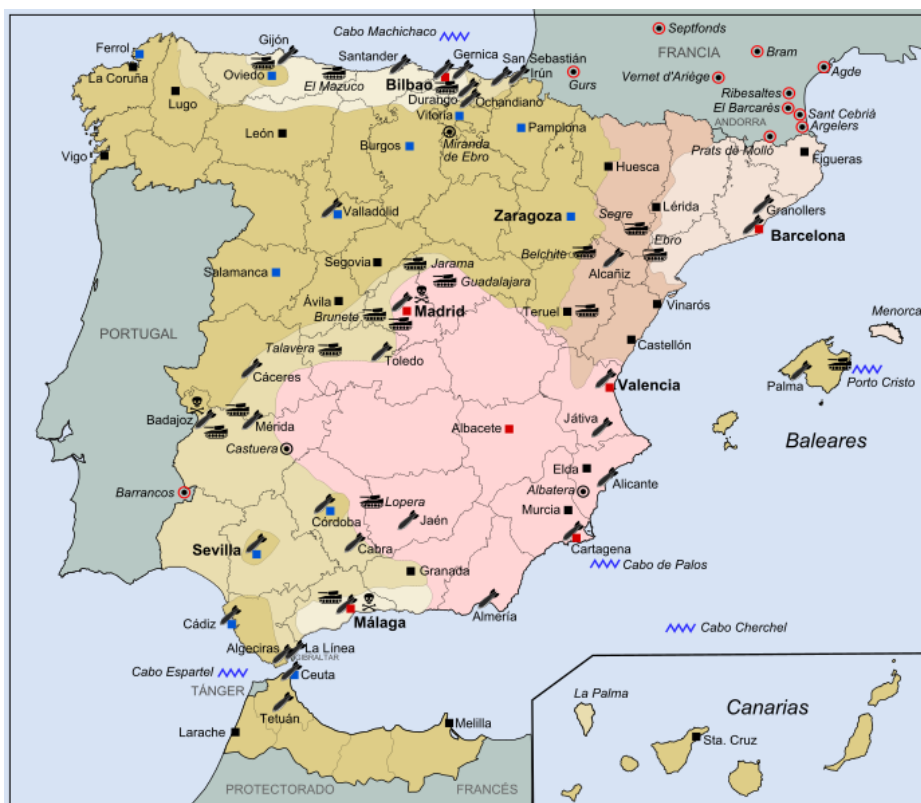 Septfonds
Cabo Machichaco
FRANCIA
Bram
Ferrol
Gijón
Santander
Gernica
San Sebastián
Irún
Gurs
Agde
La Coruña
Oviedo
El Mazuco
Bilbao
Vernet d'Ariège
Durango
Ochandiano
Ribesaltes
Lugo
El Barcarés
Vitoria
Sant Cebriá
ANDORRA
Argelers
León
Pamplona
Miranda
de Ebro
Burgos
Prats de Molló
Vigo
Huesca
Figueras
Valladolid
Zaragoza
Segre
Lérida
Granollers
Barcelona
Ebro
Belchite
Segovia
Jarama
Alcañiz
Salamanca
Guadalajara
Ávila
Vinarós
Madrid
Brunete
Teruel
Menorca
PORTUGAL
Castellón
Talavera
Toledo
Cáceres
Valencia
Palma
Porto Cristo
Badajoz
Mérida
Albacete
Játiva
Baleares
Castuera
Elda
Alicante
Barrancos
Albatera
Lopera
Murcia
Córdoba
Jaén
Sevilla
Cabra
Cartagena
Cabo de Palos
Granada
Cádiz
Málaga
Almería
Cabo Cherchel
Algeciras
La Línea
GIBRALTAR
Cabo Espartel
Ceuta
TÁNGER
La Palma
Canarias
Tetuán
Larache
Melilla
Sta. Cruz
PROTECTORADO
FRANCÉS